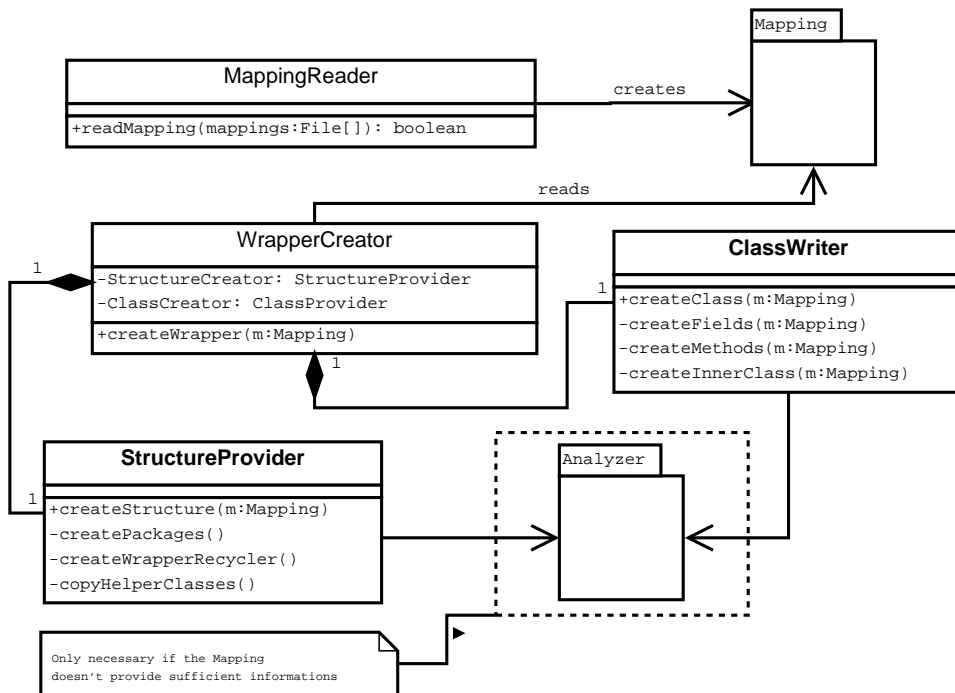 Mapping
MappingReader
+readMapping(mappings:File[]): boolean
creates
reads
WrapperCreator
-StructureCreator: StructureProvider
-ClassCreator: ClassProvider
+createWrapper(m:Mapping)
1
1
1
ClassWriter
+createClass(m:Mapping)
-createFields(m:Mapping)
-createMethods(m:Mapping)
-createInnerClass(m:Mapping)
StructureProvider
1
+createStructure(m:Mapping)
-createPackages()
-createWrapperRecycler()
-copyHelperClasses()
Analyzer
Only necessary if the Mapping
doesn't provide sufficient informations